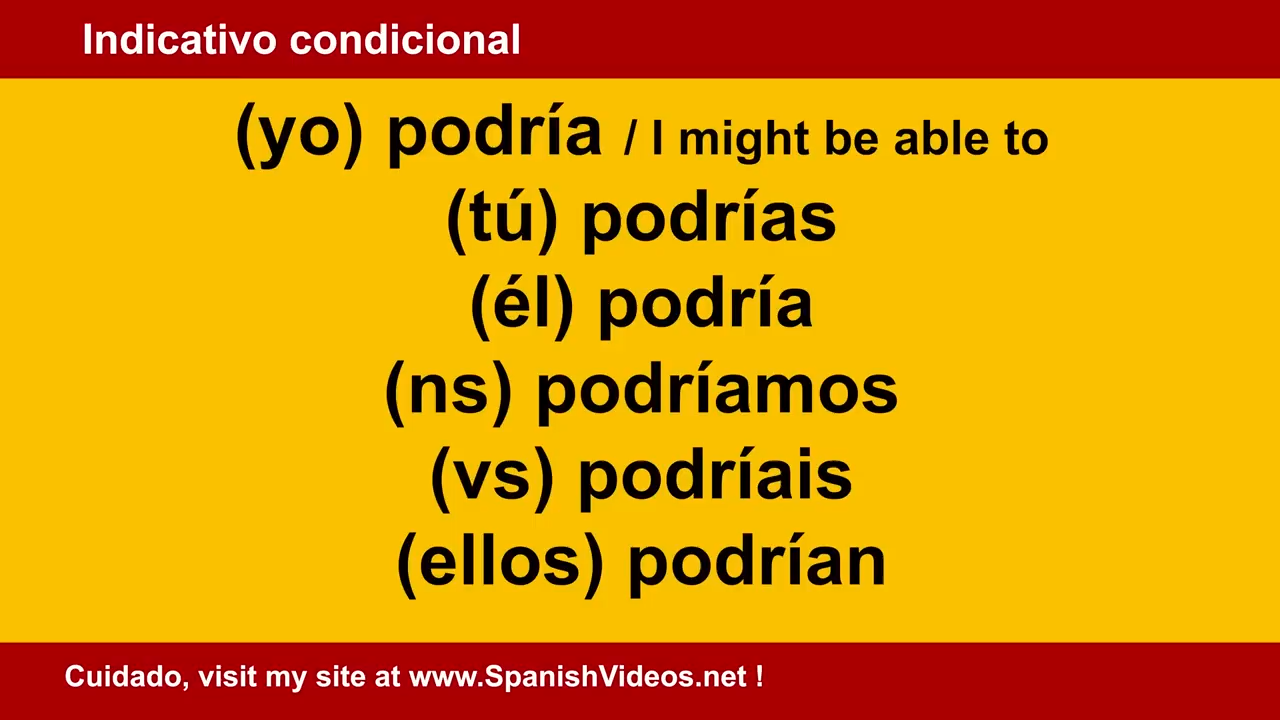 Indicativo condicional
(yo) podría / I might be able to
(tú) podrías
(él) podría
(ns) podríamos
(vs) podríais
(ellos) podrían
Cuidado, visit my site at www.SpanishVideos.net !